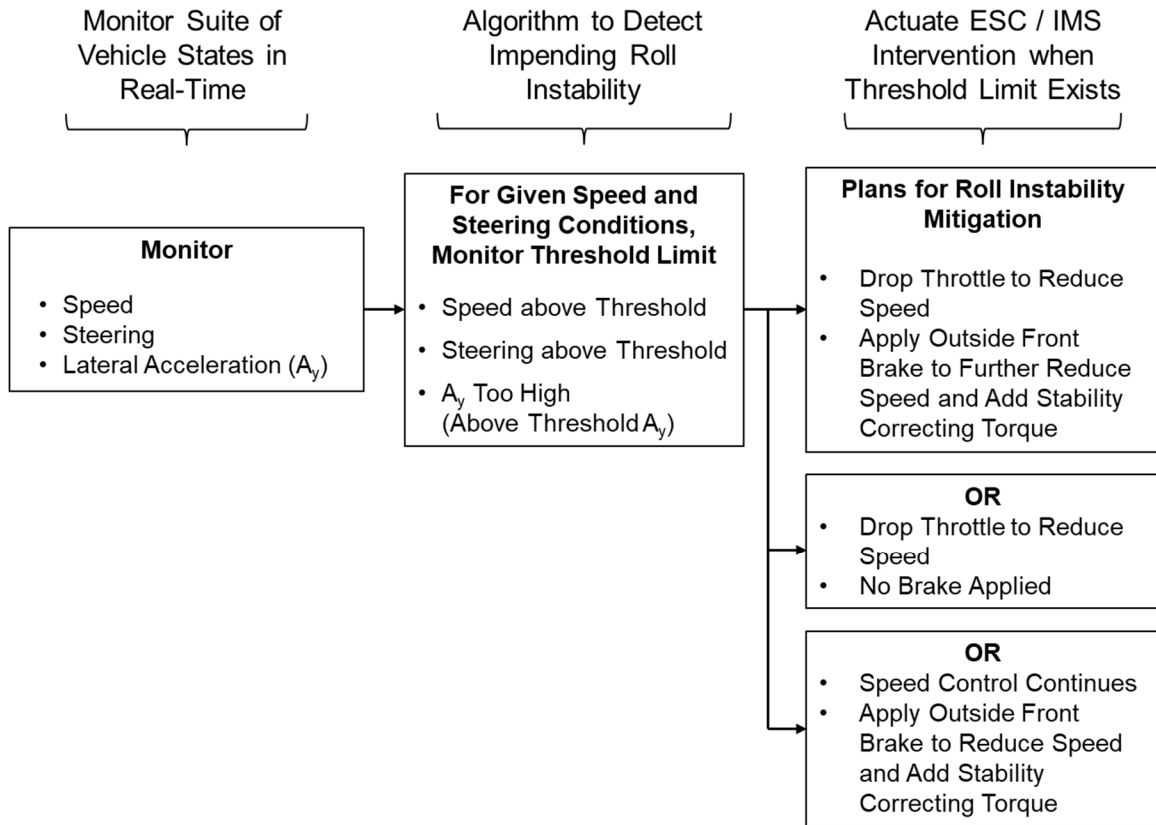 Monitor Suite of
Vehicle States in
Real-Time
Algorithm to Detect
Impending Roll
Instability
Actuate ESC / IMS
Intervention when
Threshold Limit Exists
Monitor
• Speed
• Steering
• Lateral Acceleration (Ay)
For Given Speed and
Steering Conditions,
Monitor Threshold Limit
• Speed above Threshold
• Steering above Threshold
• Ay Too High
(Above Threshold Ay)
Plans for Roll Instability
Mitigation
• Drop Throttle to Reduce
Speed
• Apply Outside Front
Brake to Further Reduce
Speed and Add Stability
Correcting Torque
OR
• Drop Throttle to Reduce
Speed
• No Brake Applied
OR
• Speed Control Continues
• Apply Outside Front
Brake to Reduce Speed
and Add Stability
Correcting Torque